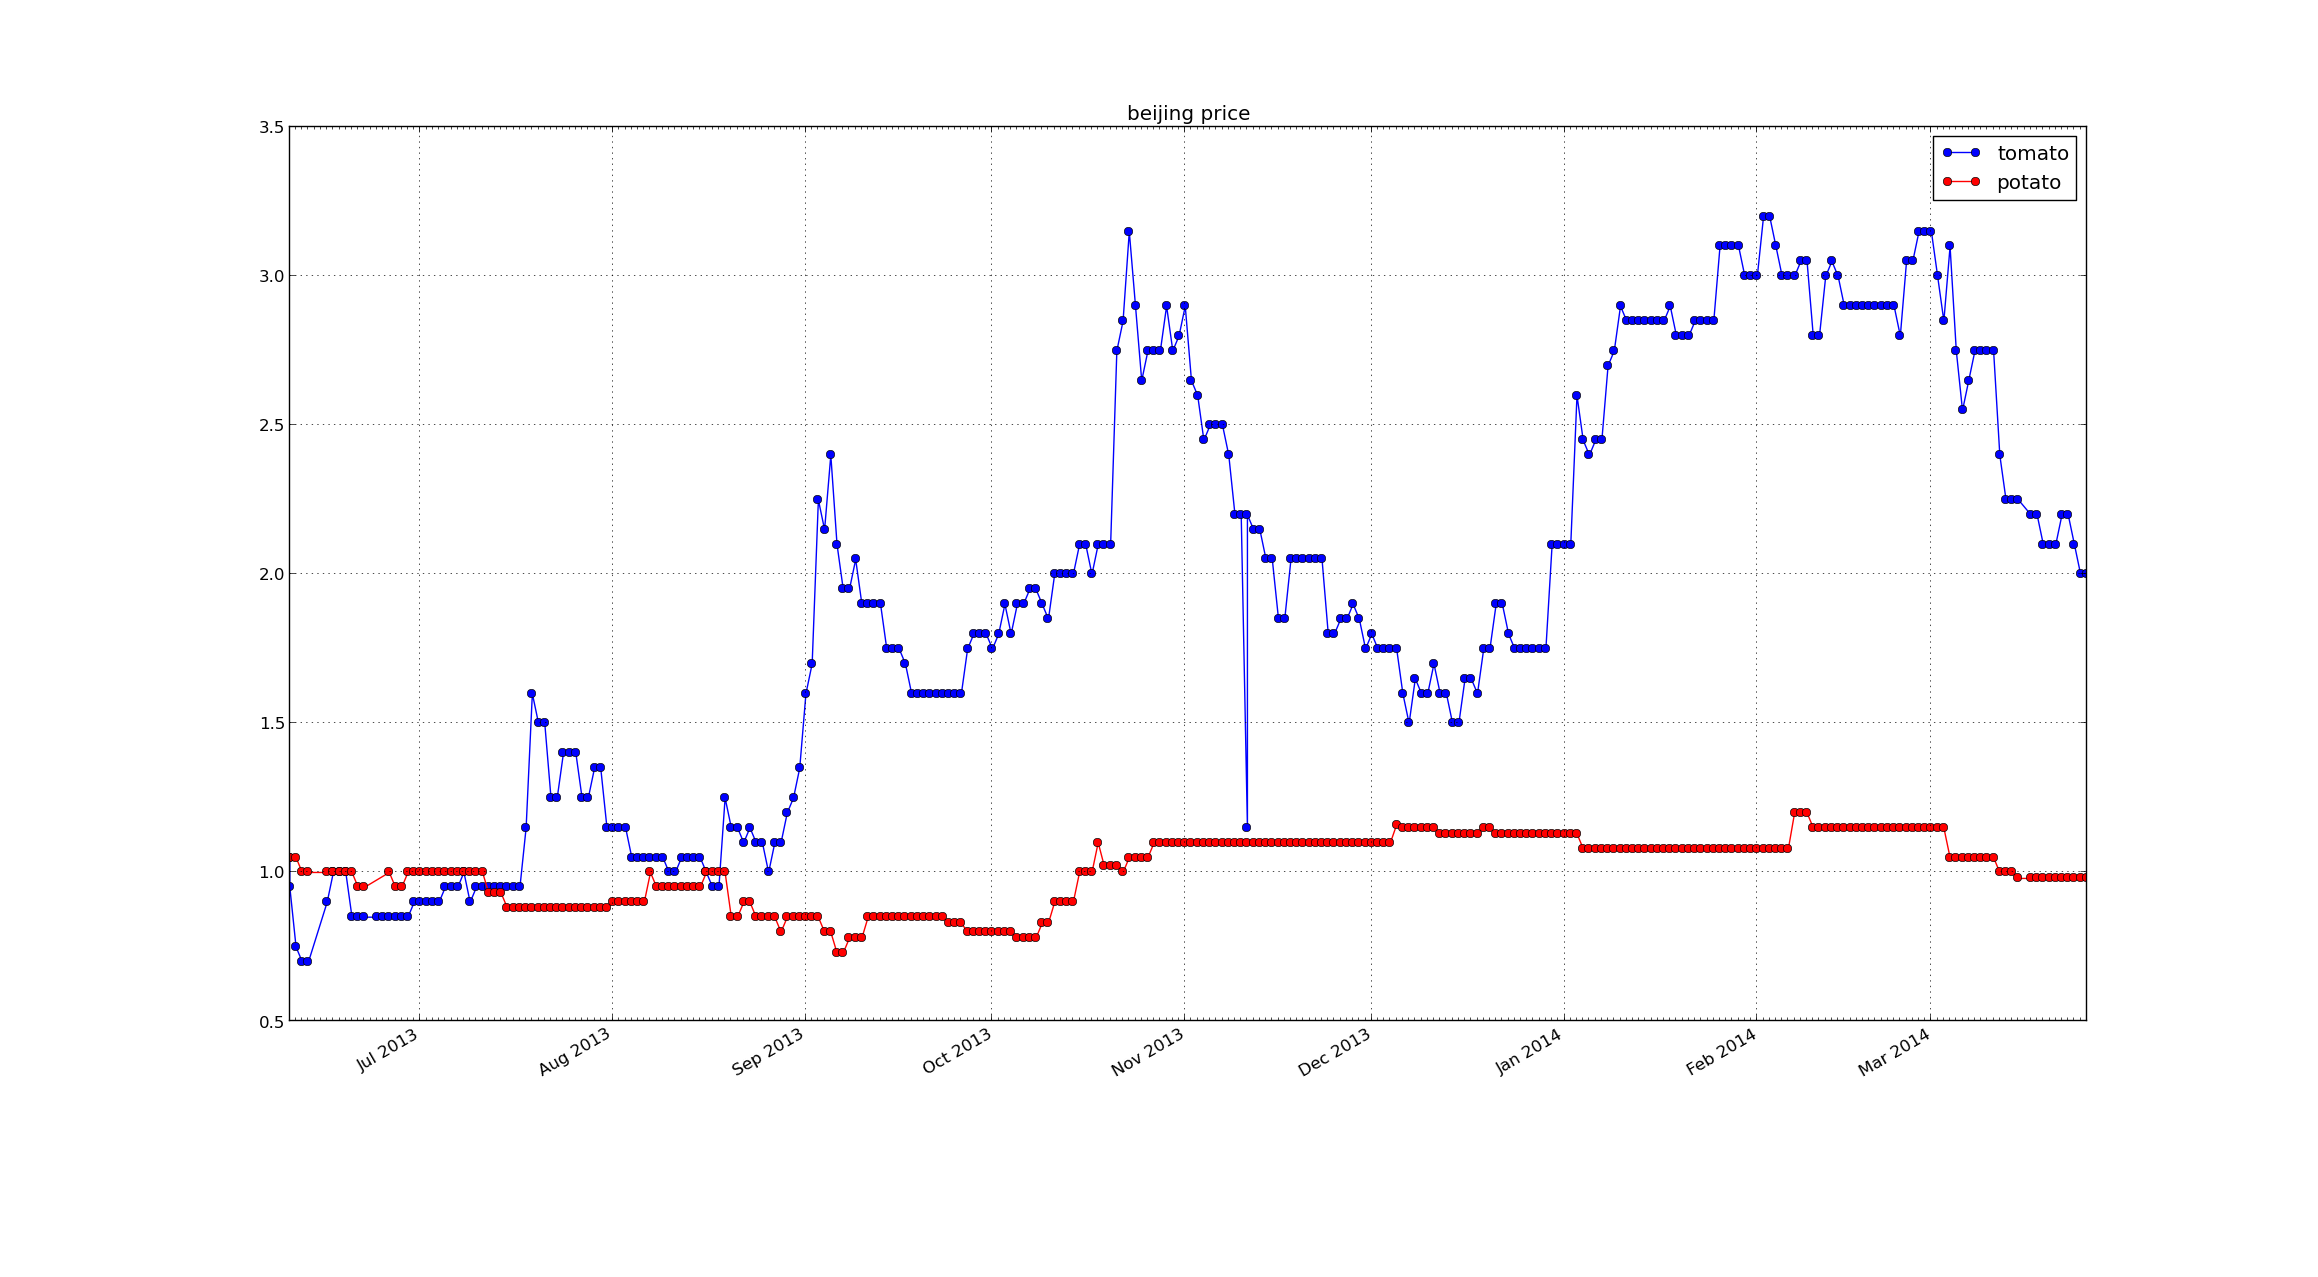 beijing price
tomato
potato
3.5
3.0
2.5
2.0
1.5
1.0
0.5
Jul 2013
Aug 2013
Sep 2013
Oct 2013
Nov 2013
Dec 2013
Jan 2014
Feb 2014
Mar 2014